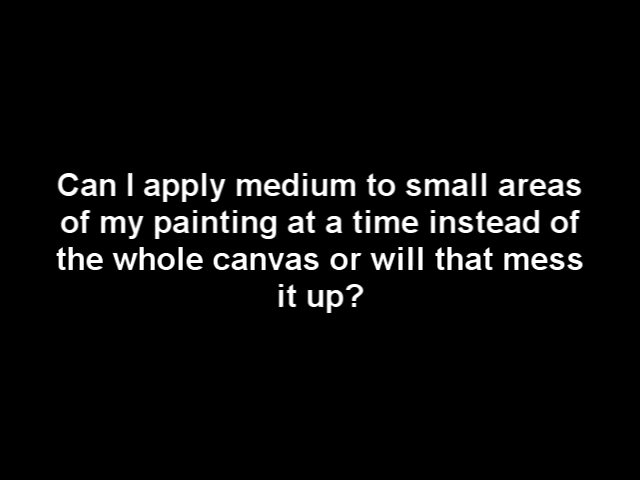 Can I apply medium to small areas
of my painting at a time instead of
the whole canvas or will that mess
it up?